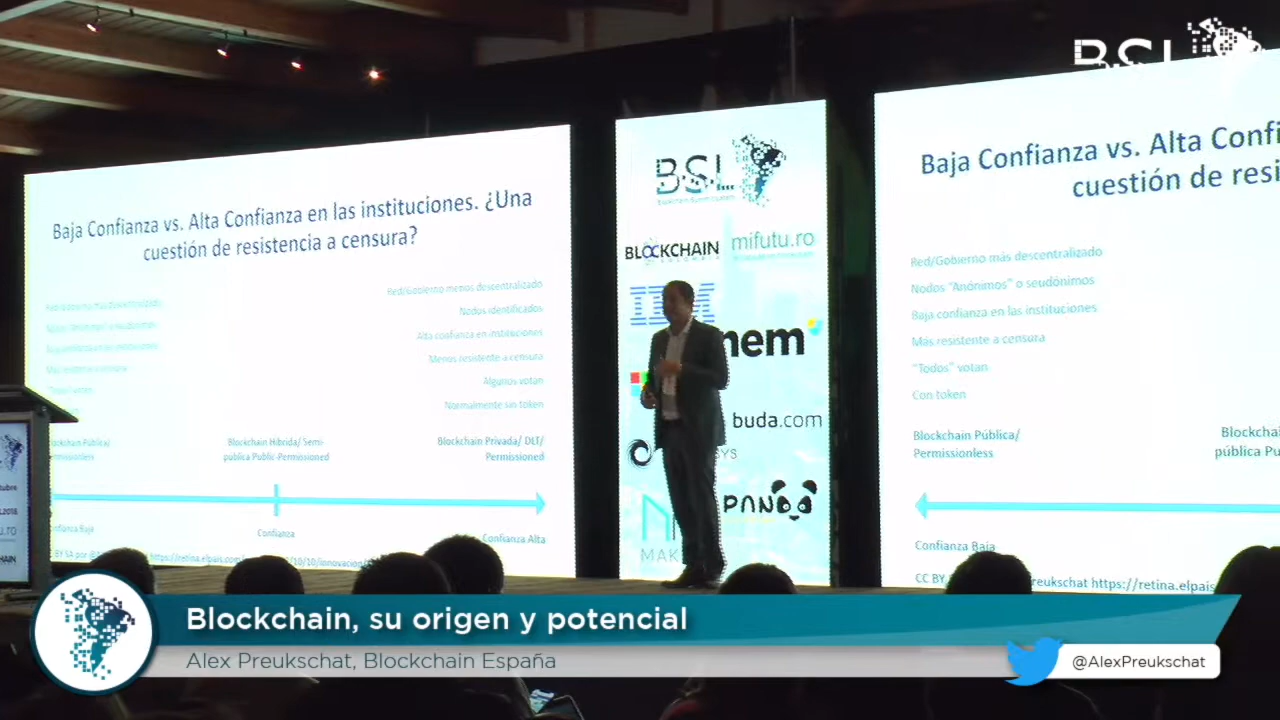 BSL
Baja Confianza vs. Alta Confianza en las instituciones. ¿Una
cuestión de resistencia a censura?
Red/Gobierno menos descentralizado
Nodos identificados
Alta confianza en instituciones
Menos resistente a censura
Algunos votan
Normalmente sin token
Blockchain Híbrida/ Semi-
pública Public-Permissioned
Blockchain Privada/ DLT/
Permissioned
Confianza
Confianza Alta
BSL
BLOCKCHAIN
mifutu.ro
IBM
nem
buda.com
PANDA
MAK
Baja Confianza vs. Alta Confi
cuestión de resi
Red/Gobierno más descentralizado
Nodos "Anónimos" o seudónimos
Baja confianza en las instituciones
Más resistente a censura
"Todos" votan
Con token
Blockchain Pública/
Permissionless
Blockchai
pública Pu
Confianza Baja
CC BY
reukschat https://retina.elpais
Blockchain, su origen y potencial
Alex Preukschat, Blockchain España
@AlexPreukschat